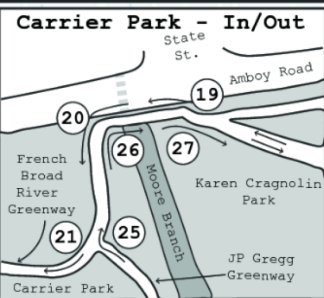 Carrier Park - In/Out
State
St.
Amboy Road
19
20
26
27
French
Broad
River
Greenway
Moore Branch
Karen Cragnolin
Park
21
25
JP Gregg
Greenway
Carrier Park